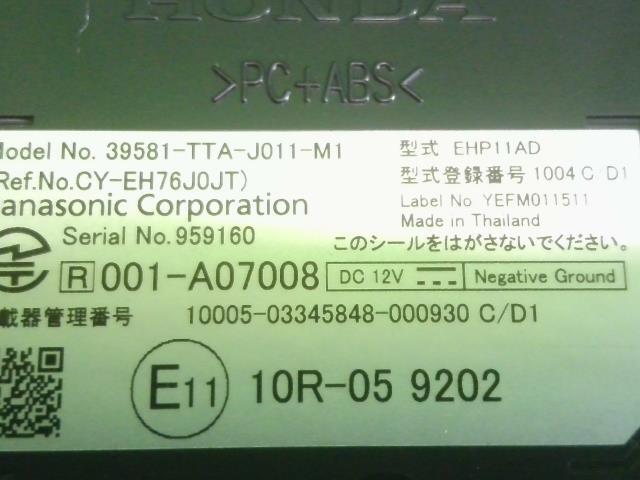 HONDA
>PC+ABS<
Model No. 39581-TTA-J011-M1
(Ref.No.CY-EH76J0JT)
Panasonic Corporation
Serial No.959160
型式 EHP11AD
型式登録番号 1004 C/D1
Label No YEFM011511
Made in Thailand
このシールをはがさないでください。
R 001-A07008
DC 12V
Negative Ground
載器管理番号 10005-03345848-000930 C/D1
E11 10R-05 9202